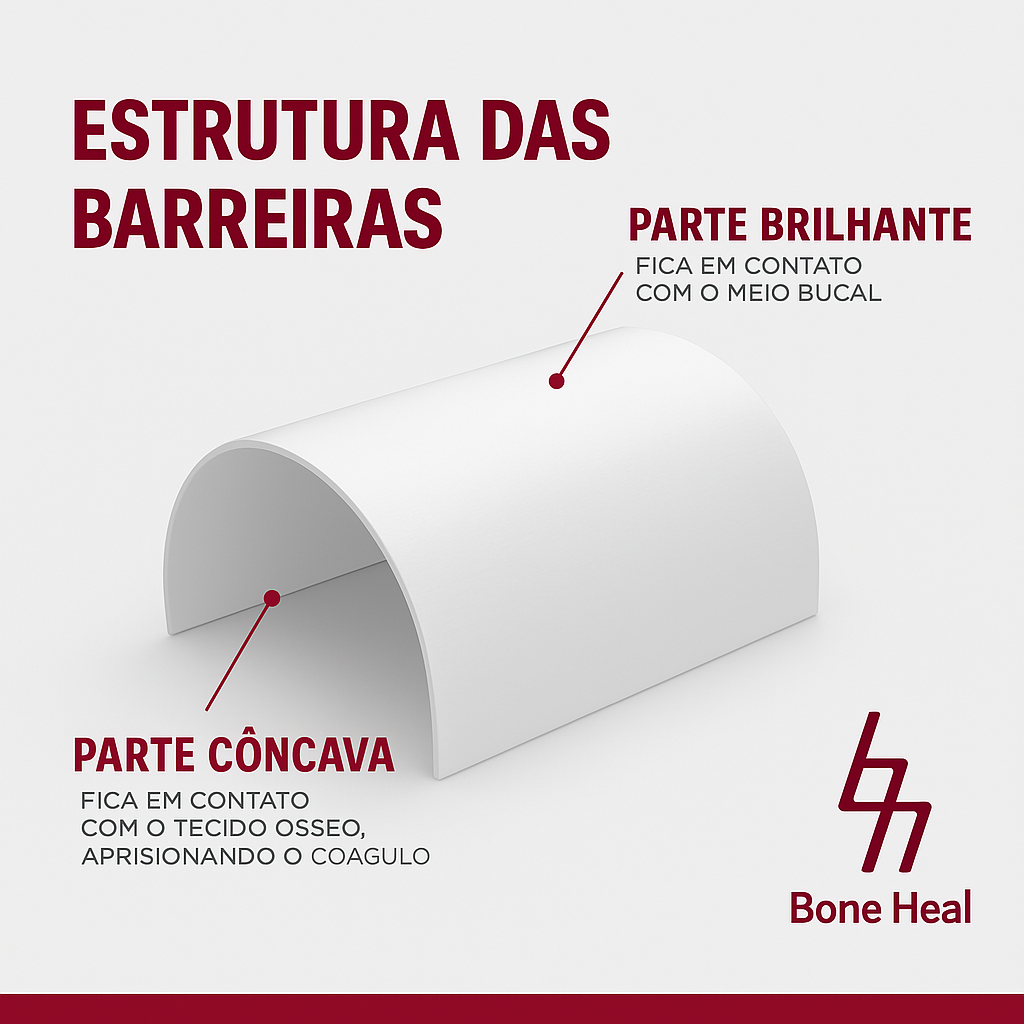 ESTRUTURA DAS
BARREIRAS
PARTE BRILHANTE
FICA EM CONTATO
COM O MEIO BUCAL
PARTE CÔNCAVA
FICA EM CONTATO
COM O TECIDO OSSEO,
APRISIONANDO O COAGULO
Bone Heal